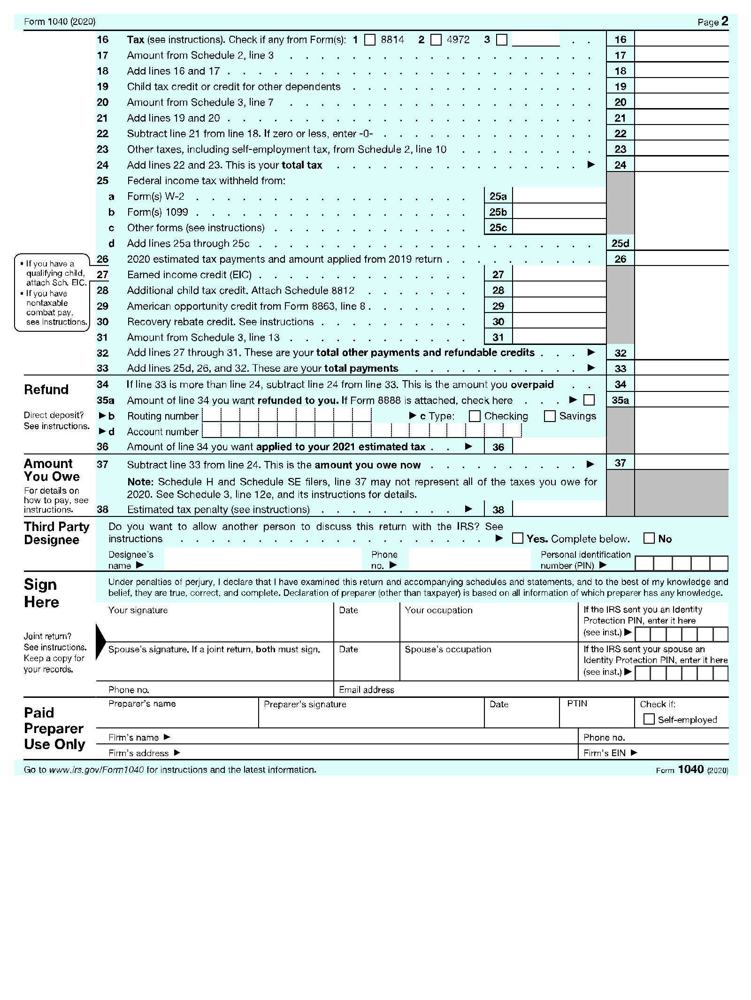 Form 1040 (2020) Page 2
16 Tax (see instructions). Check if any from Form(s): 1 8814 2 4972 3 . . 16
17 Amount from Schedule 2, line 3 . . . . . . . . . . . . . . . . . . . . 17
18 Add lines 16 and 17 . . . . . . . . . . . . . . . . . . . . . . . . 18
19 Child tax credit or credit for other dependents . . . . . . . . . . . . . . . . 19
20 Amount from Schedule 3, line 7 . . . . . . . . . . . . . . . . . . . . 20
21 Add lines 19 and 20 . . . . . . . . . . . . . . . . . . . . . . . . 21
22 Subtract line 21 from line 18. If zero or less, enter -0- . . . . . . . . . . . . . . 22
23 Other taxes, including self-employment tax, from Schedule 2, line 10 . . . . . . . . . 23
24 Add lines 22 and 23. This is your total tax . . . . . . . . . . . . . . . . ▶ 24
25 Federal income tax withheld from:
a Form(s) W-2 . . . . . . . . . . . . . . . . . . 25a
b Form(s) 1099 . . . . . . . . . . . . . . . . . . 25b
c Other forms (see instructions) . . . . . . . . . . . . . 25c
d Add lines 25a through 25c . . . . . . . . . . . . . . . . . . . . . . 25d
26 2020 estimated tax payments and amount applied from 2019 return . . . . . . . . . . 26
• If you have a
qualifying child,
attach Sch. EIC.
• If you have
nontaxable
combat pay,
see instructions.
27 Earned income credit (EIC) . . . . . . . . . . . . . . 27
28 Additional child tax credit. Attach Schedule 8812 . . . . . . . 28
29 American opportunity credit from Form 8863, line 8 . . . . . . . 29
30 Recovery rebate credit. See instructions . . . . . . . . . . 30
31 Amount from Schedule 3, line 13 . . . . . . . . . . . . 31
32 Add lines 27 through 31. These are your total other payments and refundable credits . . . ▶ 32
33 Add lines 25d, 26, and 32. These are your total payments . . . . . . . . . . . ▶ 33
Refund
34 If line 33 is more than line 24, subtract line 24 from line 33. This is the amount you overpaid . . 34
35a Amount of line 34 you want refunded to you. If Form 8888 is attached, check here . . . ▶ 35a
Direct deposit?
See instructions.
▶ b Routing number ▶ c Type: Checking Savings
▶ d Account number
36 Amount of line 34 you want applied to your 2021 estimated tax . . ▶ 36
Amount
You Owe
For details on
how to pay, see
instructions.
37 Subtract line 33 from line 24. This is the amount you owe now . . . . . . . . . . ▶ 37
Note: Schedule H and Schedule SE filers, line 37 may not represent all of the taxes you owe for
2020. See Schedule 3, line 12e, and its instructions for details.
38 Estimated tax penalty (see instructions) . . . . . . . . . ▶ 38
Third Party
Designee
Do you want to allow another person to discuss this return with the IRS? See
instructions . . . . . . . . . . . . . . . . . . . . ▶ Yes. Complete below. No
Designee's
name ▶
Phone
no. ▶
Personal identification
number (PIN) ▶
Sign
Here
Under penalties of perjury, I declare that I have examined this return and accompanying schedules and statements, and to the best of my knowledge and
belief, they are true, correct, and complete. Declaration of preparer (other than taxpayer) is based on all information of which preparer has any knowledge.
Joint return?
See instructions.
Keep a copy for
your records.
Your signature
Date
Your occupation
If the IRS sent you an Identity
Protection PIN, enter it here
(see inst.) ▶
Spouse's signature. If a joint return, both must sign.
Date
Spouse's occupation
If the IRS sent your spouse an
Identity Protection PIN, enter it here
(see inst.) ▶
Phone no.
Email address
Paid
Preparer
Use Only
Preparer's name
Preparer's signature
Date
PTIN
Check if:
Self-employed
Firm's name ▶
Phone no.
Firm's address ▶
Firm's EIN ▶
Go to www.irs.gov/Form1040 for instructions and the latest information.
Form 1040 (2020)